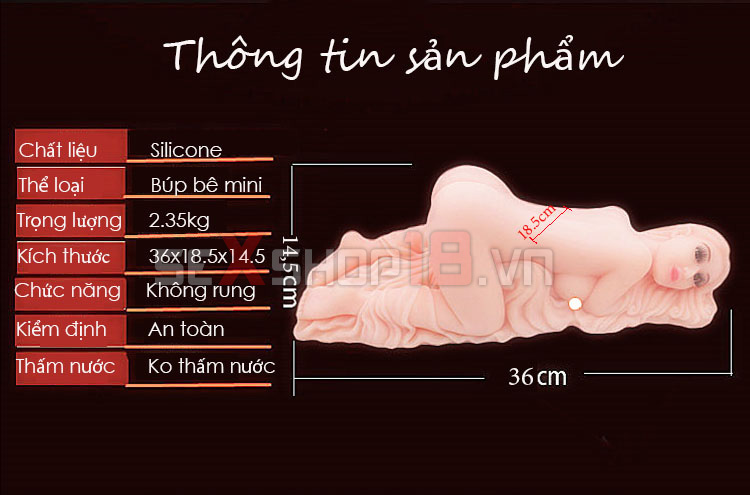 Thông tin sản phẩm
Chất liệu Silicone
Thể loại Búp bê mini
Trọng lượng 2.35kg
Kích thước 36x18.5x14.5
Chức năng Không rung
Kiểm định An toàn
Thấm nước Ko thấm nước
14,5cm
18.5cm
36cm
SEXSHOP18.vn